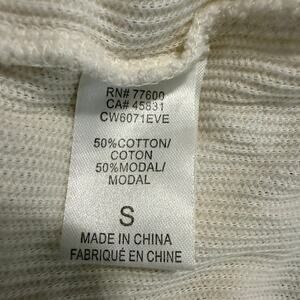 RN# 77600
CA# 45831
CW6071EVE
50%COTTON/
COTON
50%MODAL/
MODAL
S
MADE IN CHINA
FABRIQUÉ EN CHINE